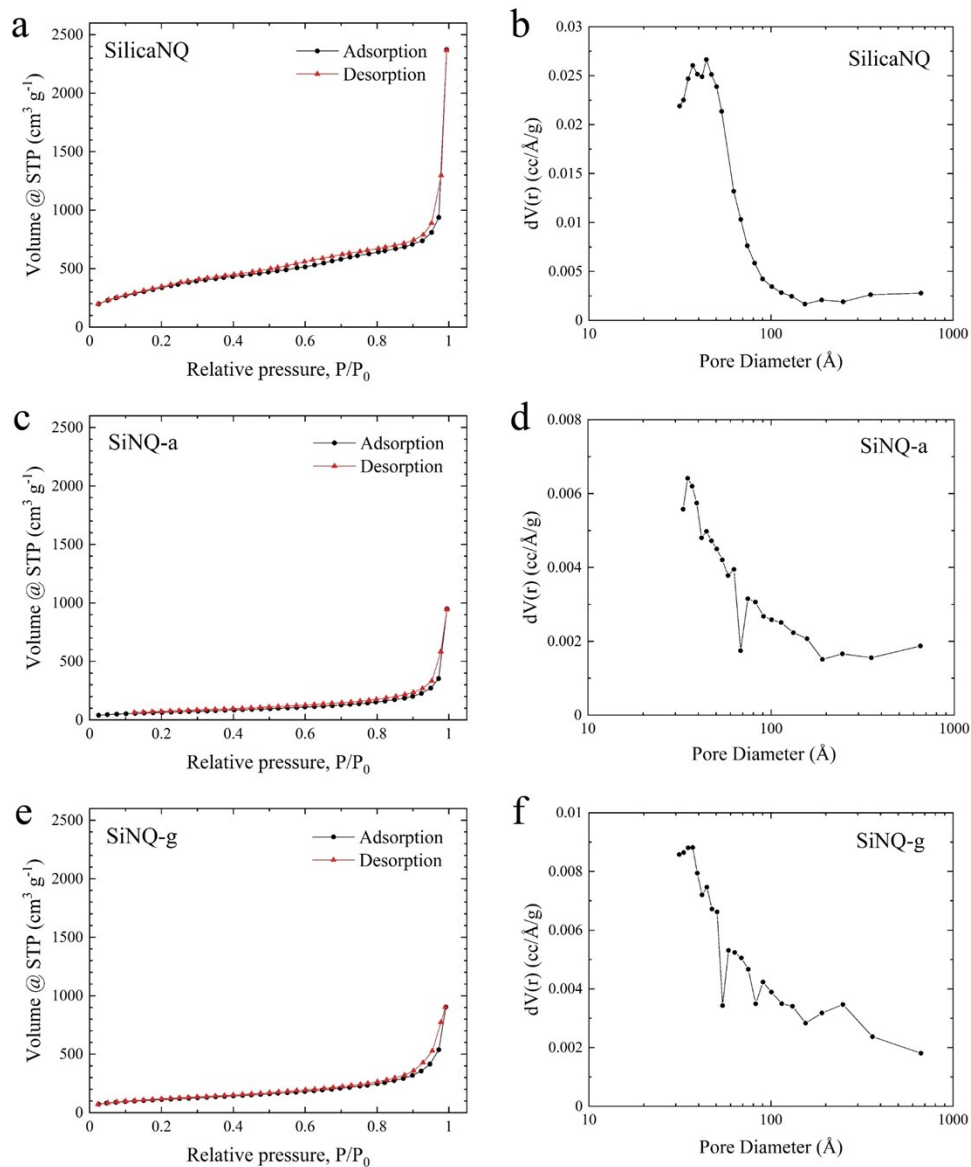 a
SilicaNQ
Adsorption
Desorption
Volume @ STP (cm³ g⁻¹)
2500
2000
1500
1000
500
0
0 0.2 0.4 0.6 0.8 1
Relative pressure, P/P₀
b
SilicaNQ
dV(r) (cc/Å/g)
0.03
0.025
0.02
0.015
0.01
0.005
0
10 100 1000
Pore Diameter (Å)
c
SiNQ-a
Adsorption
Desorption
Volume @ STP (cm³ g⁻¹)
2500
2000
1500
1000
500
0
0 0.2 0.4 0.6 0.8 1
Relative pressure, P/P₀
d
SiNQ-a
dV(r) (cc/Å/g)
0.008
0.006
0.004
0.002
0
10 100 1000
Pore Diameter (Å)
e
SiNQ-g
Adsorption
Desorption
Volume @ STP (cm³ g⁻¹)
2500
2000
1500
1000
500
0
0 0.2 0.4 0.6 0.8 1
Relative pressure, P/P₀
f
SiNQ-g
dV(r) (cc/Å/g)
0.01
0.008
0.006
0.004
0.002
0
10 100 1000
Pore Diameter (Å)